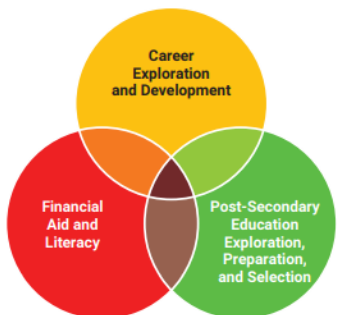 Career
Exploration
and Development
Financial
Aid and
Literacy
Post-Secondary
Education
Exploration,
Preparation,
and Selection